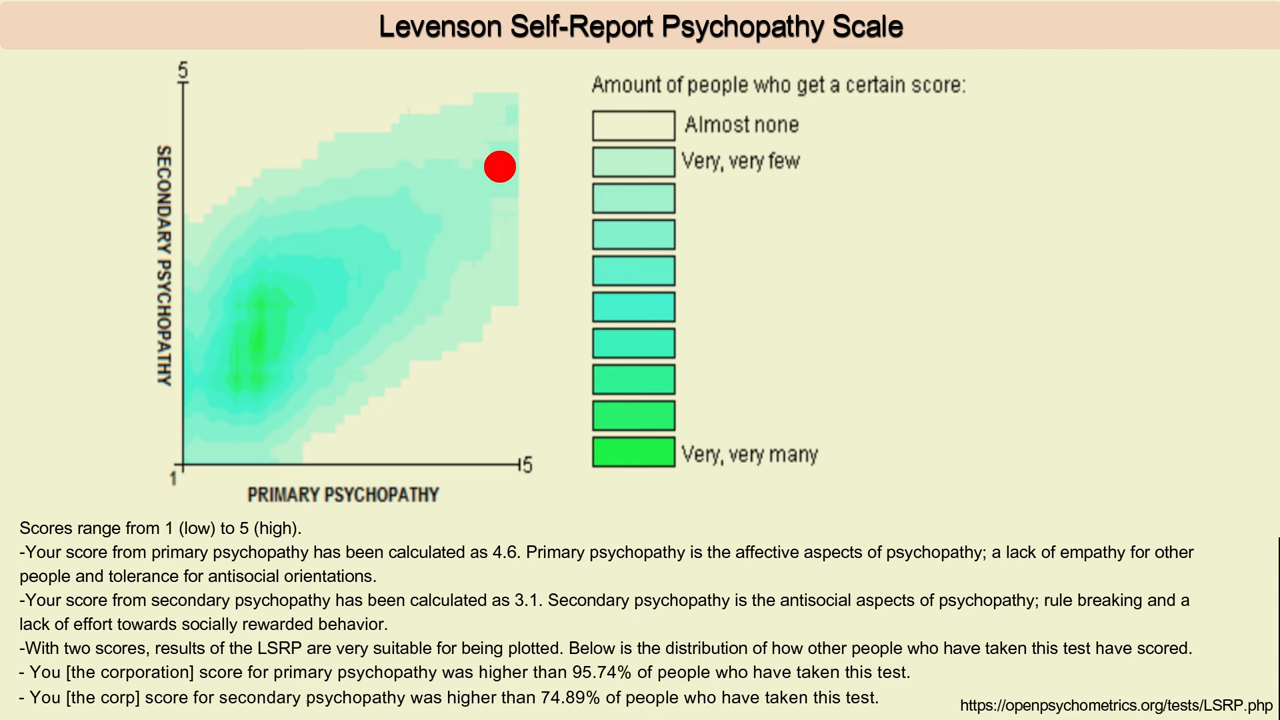 Levenson Self-Report Psychopathy Scale
5
SECONDARY PSYCHOPATHY
1
5
PRIMARY PSYCHOPATHY
Amount of people who get a certain score:
Almost none
Very, very few
Very, very many
Scores range from 1 (low) to 5 (high).
-Your score from primary psychopathy has been calculated as 4.6. Primary psychopathy is the affective aspects of psychopathy; a lack of empathy for other
people and tolerance for antisocial orientations.
-Your score from secondary psychopathy has been calculated as 3.1. Secondary psychopathy is the antisocial aspects of psychopathy; rule breaking and a
lack of effort towards socially rewarded behavior.
-With two scores, results of the LSRP are very suitable for being plotted. Below is the distribution of how other people who have taken this test have scored.
- You [the corporation] score for primary psychopathy was higher than 95.74% of people who have taken this test.
- You [the corp] score for secondary psychopathy was higher than 74.89% of people who have taken this test.
https://openpsychometrics.org/tests/LSRP.php